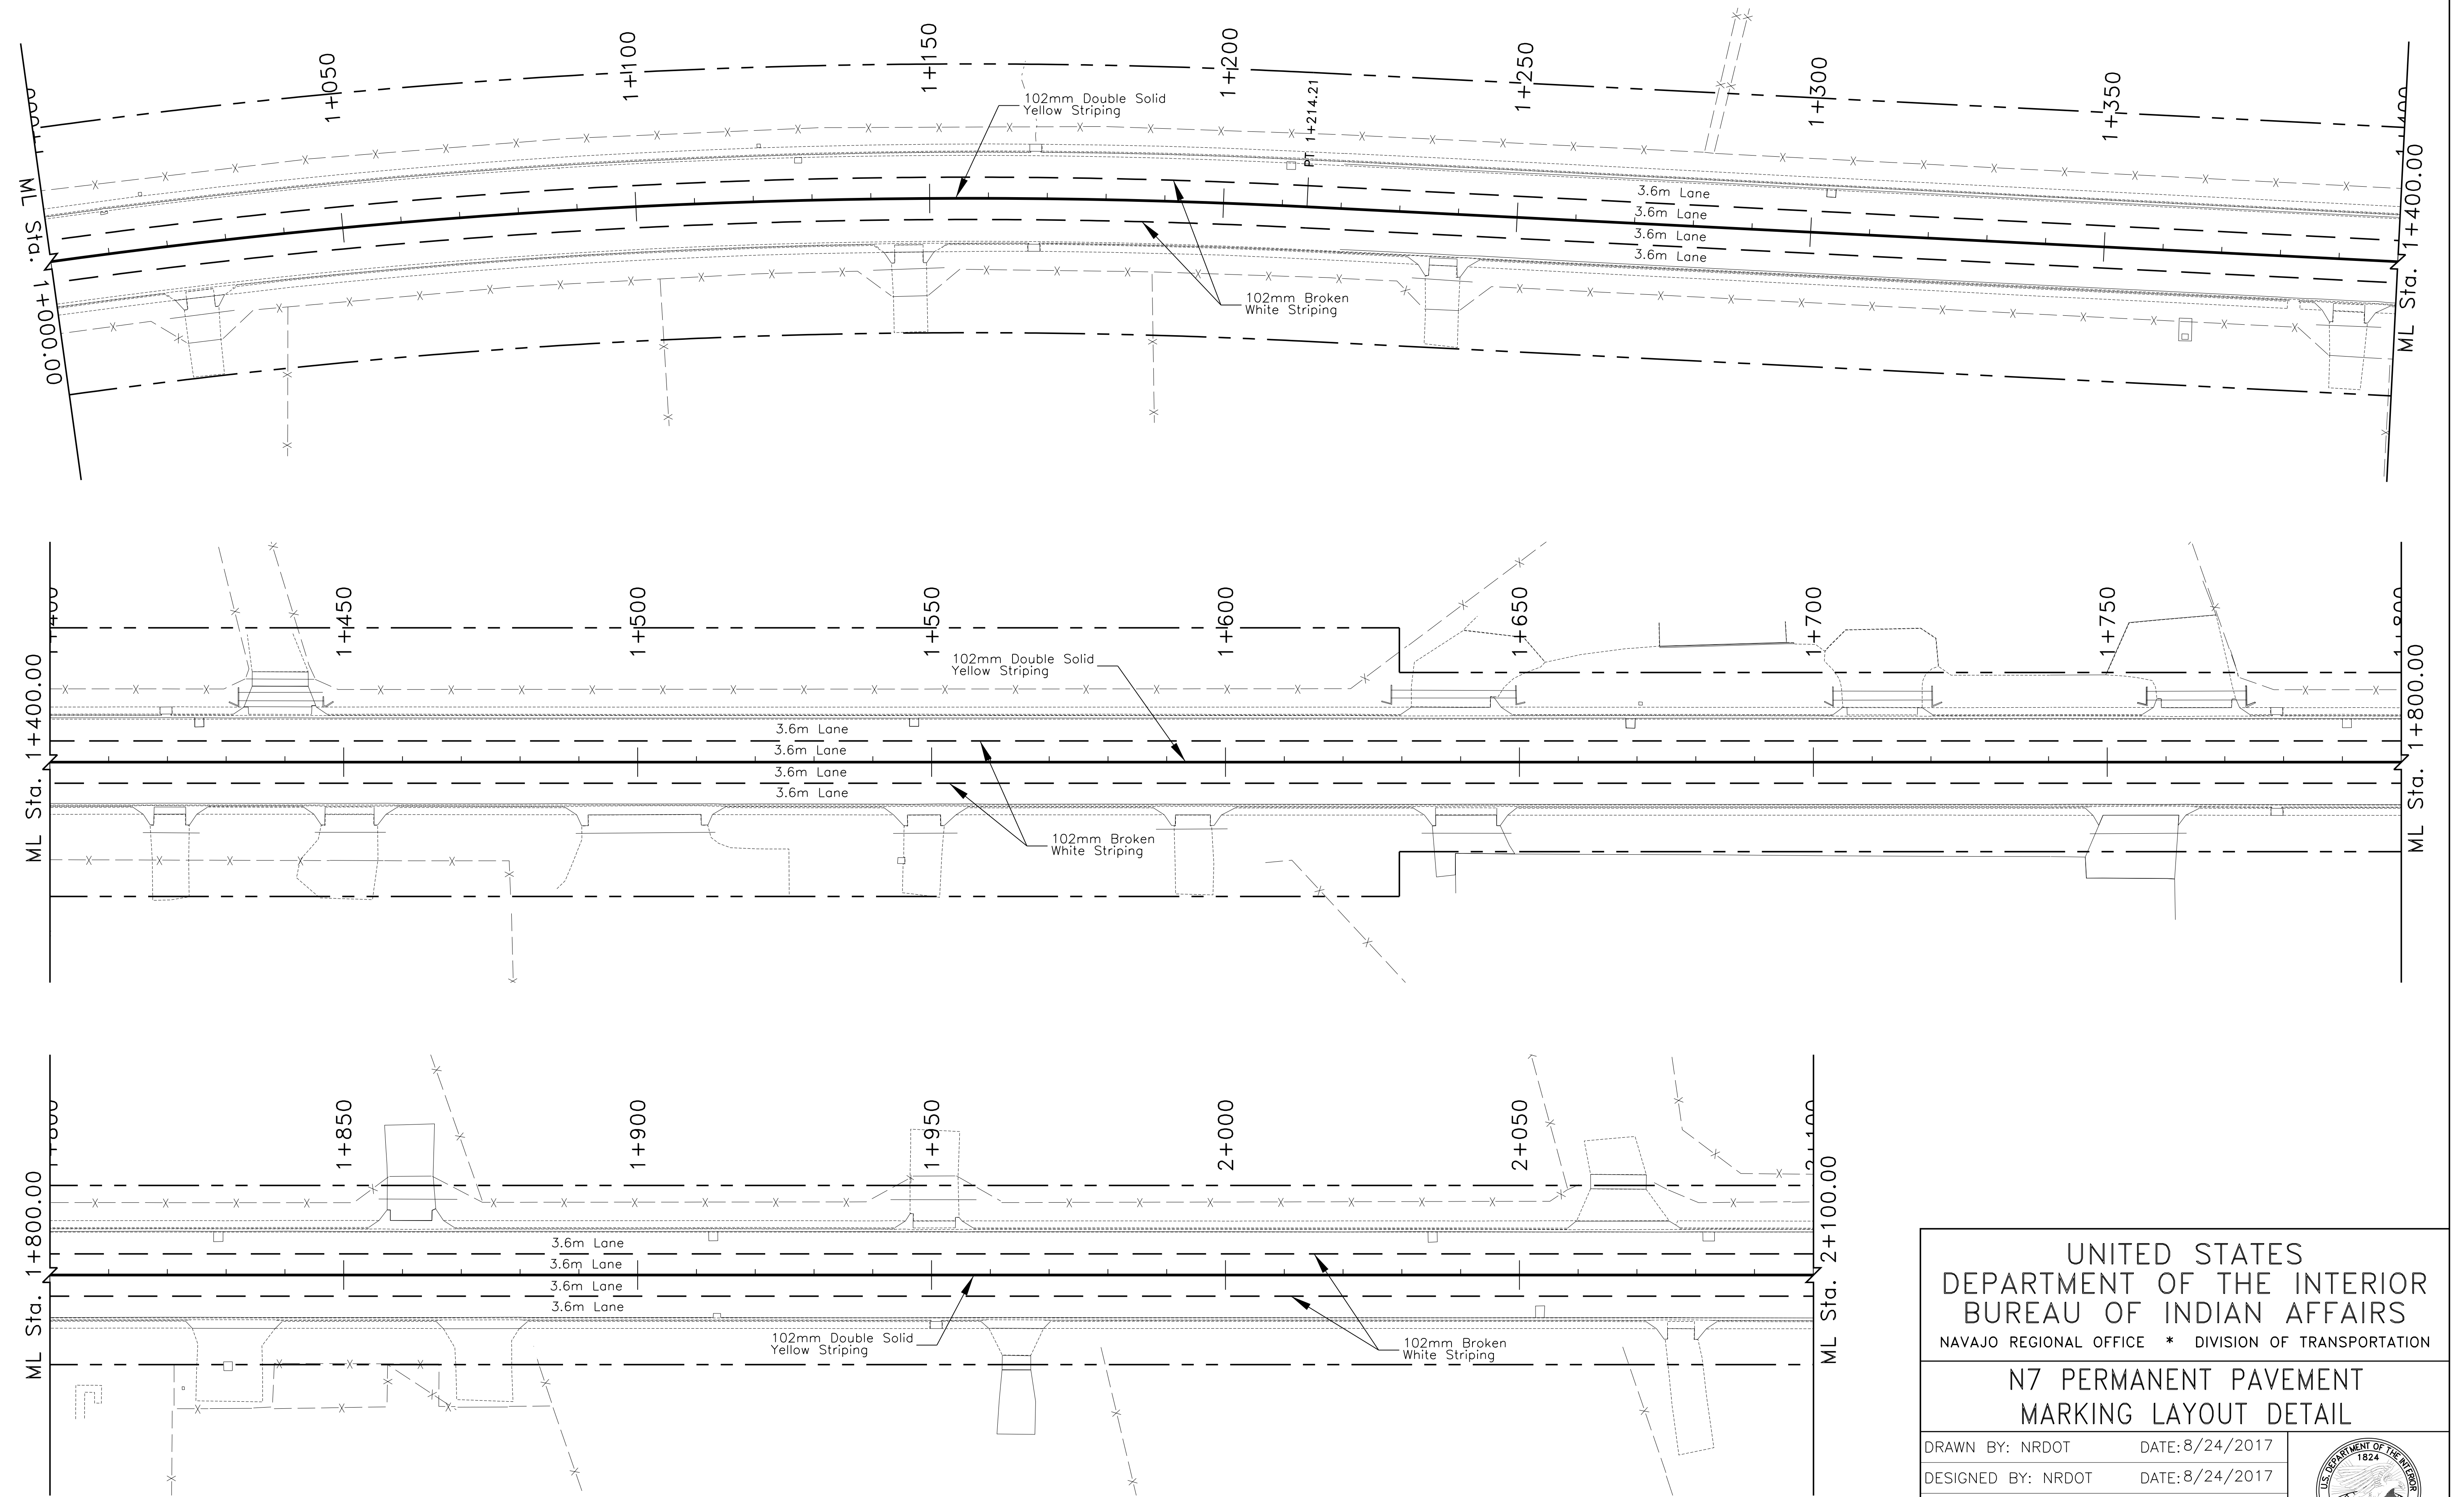 1+050
1+100
1+150
1+200
1+250
1+300
1+350
PT 1+214.21
102mm Double Solid
Yellow Striping
3.6m Lane
3.6m Lane
3.6m Lane
3.6m Lane
102mm Broken
White Striping
ML Sta. 1+000.00
ML Sta. 1+400.00
1+450
1+500
1+550
1+600
1+650
1+700
1+750
102mm Double Solid
Yellow Striping
3.6m Lane
3.6m Lane
3.6m Lane
3.6m Lane
102mm Broken
White Striping
ML Sta. 1+400.00
ML Sta. 1+800.00
1+850
1+900
1+950
2+000
2+050
3.6m Lane
3.6m Lane
3.6m Lane
3.6m Lane
102mm Double Solid
Yellow Striping
102mm Broken
White Striping
ML Sta. 1+800.00
ML Sta. 2+100.00
UNITED STATES
DEPARTMENT OF THE INTERIOR
BUREAU OF INDIAN AFFAIRS
NAVAJO REGIONAL OFFICE * DIVISION OF TRANSPORTATION
N7 PERMANENT PAVEMENT
MARKING LAYOUT DETAIL
DRAWN BY: NRDOT DATE: 8/24/2017
DESIGNED BY: NRDOT DATE: 8/24/2017
U.S. DEPARTMENT OF THE INTERIOR
1824